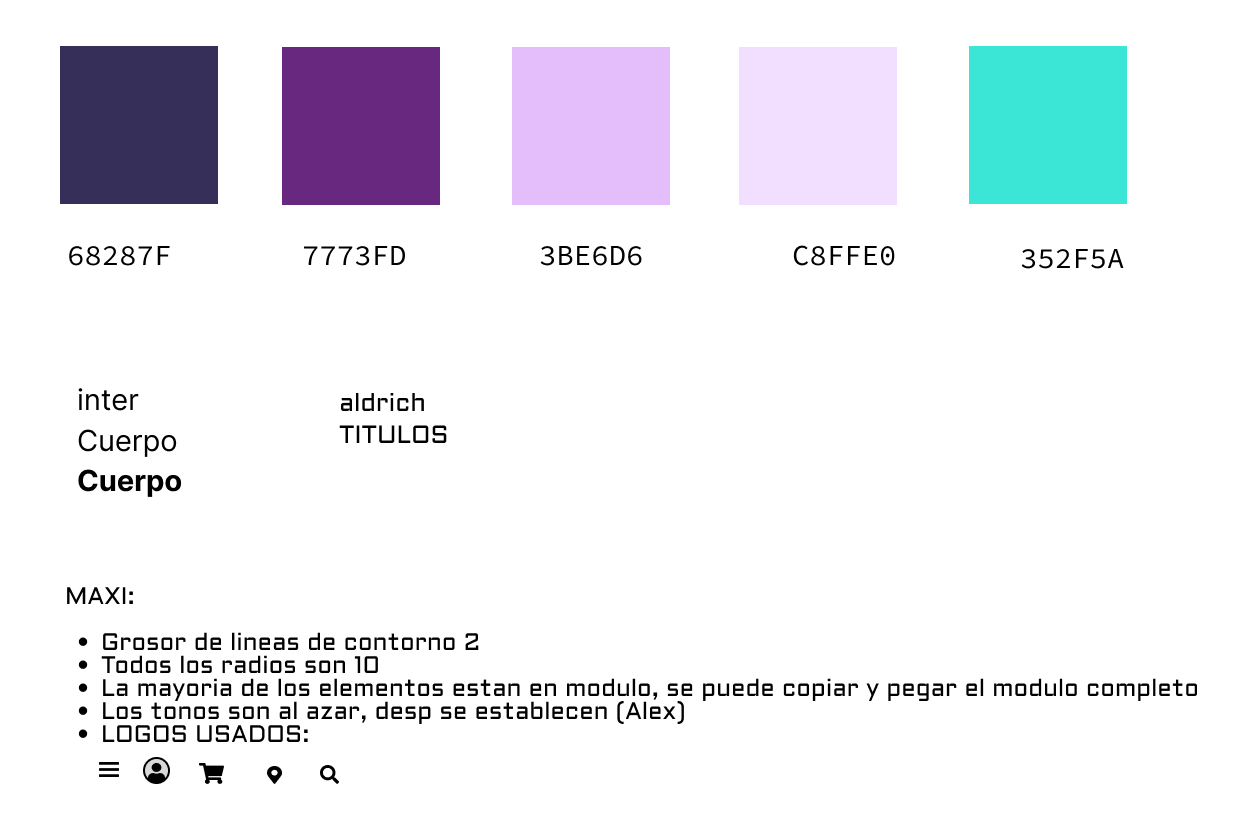 68287F 7773FD 3BE6D6 C8FFE0 352F5A
inter
Cuerpo
Cuerpo
aldrich
TITULOS
MAXI:
• Grosor de lineas de contorno 2
• Todos los radios son 10
• La mayoria de los elementos estan en modulo, se puede copiar y pegar el modulo completo
• Los tonos son al azar, desp se establecen (Alex)
• LOGOS USADOS: